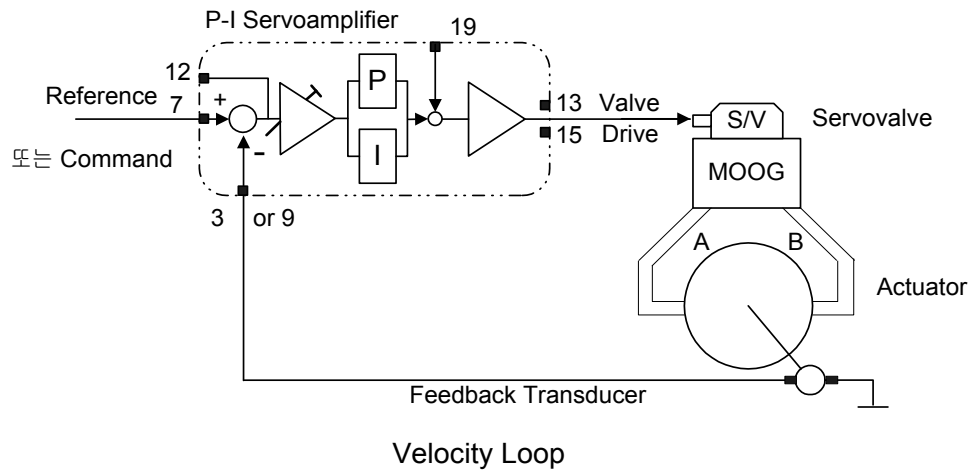 P-I Servoamplifier
19
12
Reference
7
+
P
13 Valve
S/V
Servovalve
15 Drive
또는 Command
-
I
MOOG
3 or 9
A
B
Actuator
Feedback Transducer
Velocity Loop